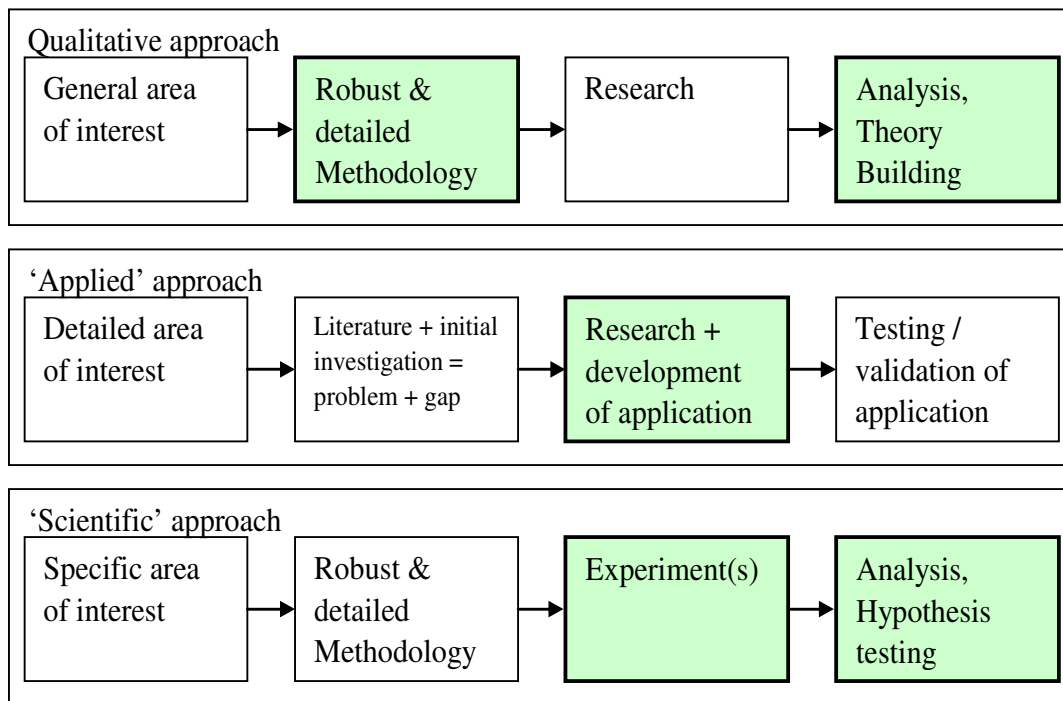 Qualitative approach
General area
of interest
Robust &
detailed
Methodology
Research
Analysis,
Theory
Building
‘Applied’ approach
Detailed area
of interest
Literature + initial
investigation =
problem + gap
Research +
development
of application
Testing /
validation of
application
‘Scientific’ approach
Specific area
of interest
Robust &
detailed
Methodology
Experiment(s)
Analysis,
Hypothesis
testing